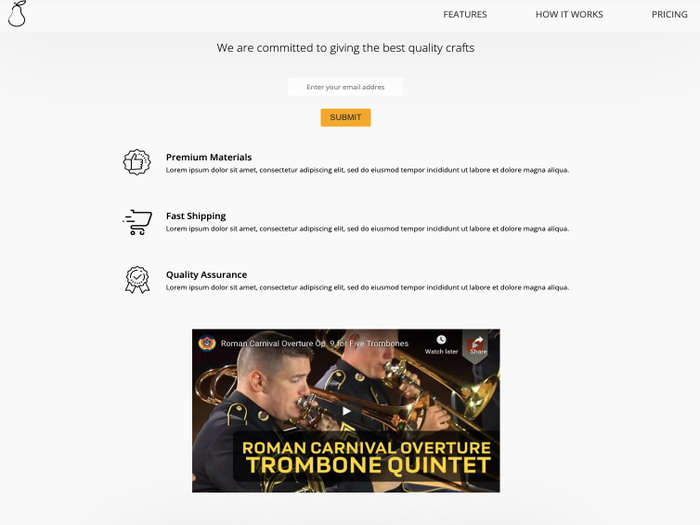 FEATURES HOW IT WORKS PRICING
We are committed to giving the best quality crafts
Enter your email addres
SUBMIT
Premium Materials
Lorem ipsum dolor sit amet, consectetur adipiscing elit, sed do eiusmod tempor incididunt ut labore et dolore magna aliqua.
Fast Shipping
Lorem ipsum dolor sit amet, consectetur adipiscing elit, sed do eiusmod tempor incididunt ut labore et dolore magna aliqua.
Quality Assurance
Lorem ipsum dolor sit amet, consectetur adipiscing elit, sed do eiusmod tempor incididunt ut labore et dolore magna aliqua.
Roman Carnival Overture Op. 9 for Five Trombones
Watch later Share
ROMAN CARNIVAL OVERTURE
TROMBONE QUINTET